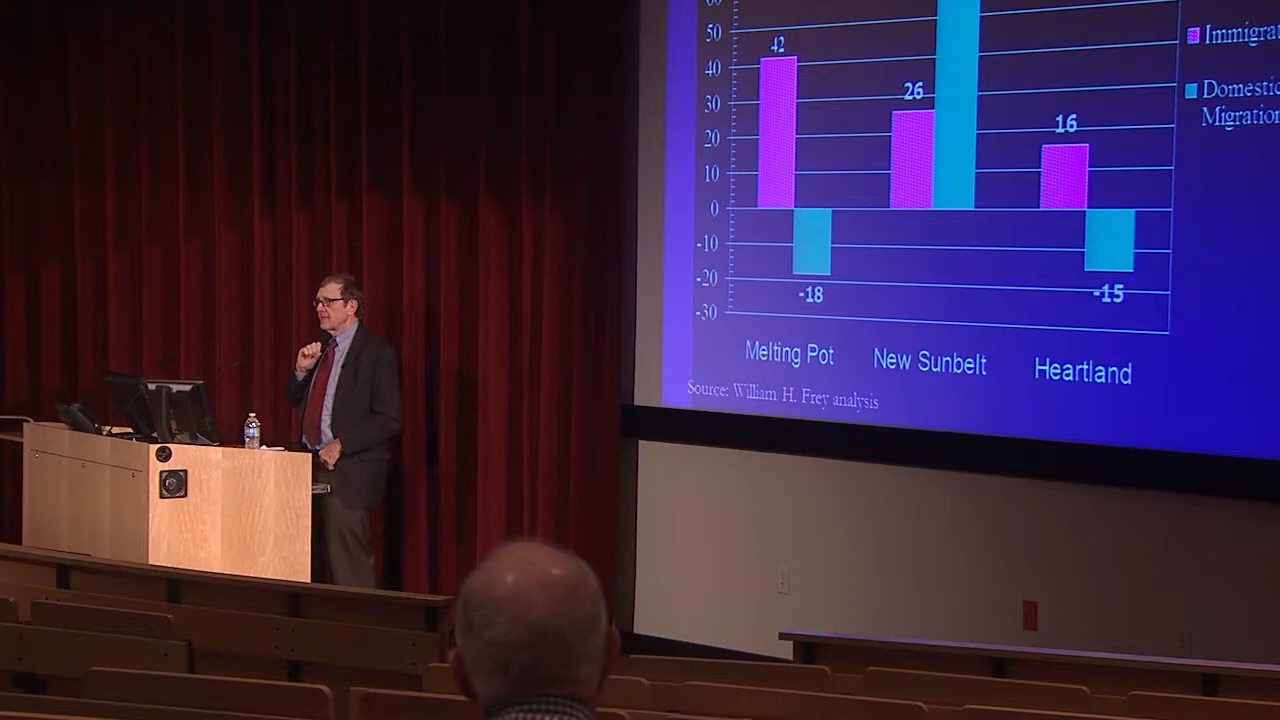 50
40
30
20
10
0
-10
-20
-30
42
26
16
-18
-15
Melting Pot
New Sunbelt
Heartland
Domestic
Migration
Source: William H. Frey analysis